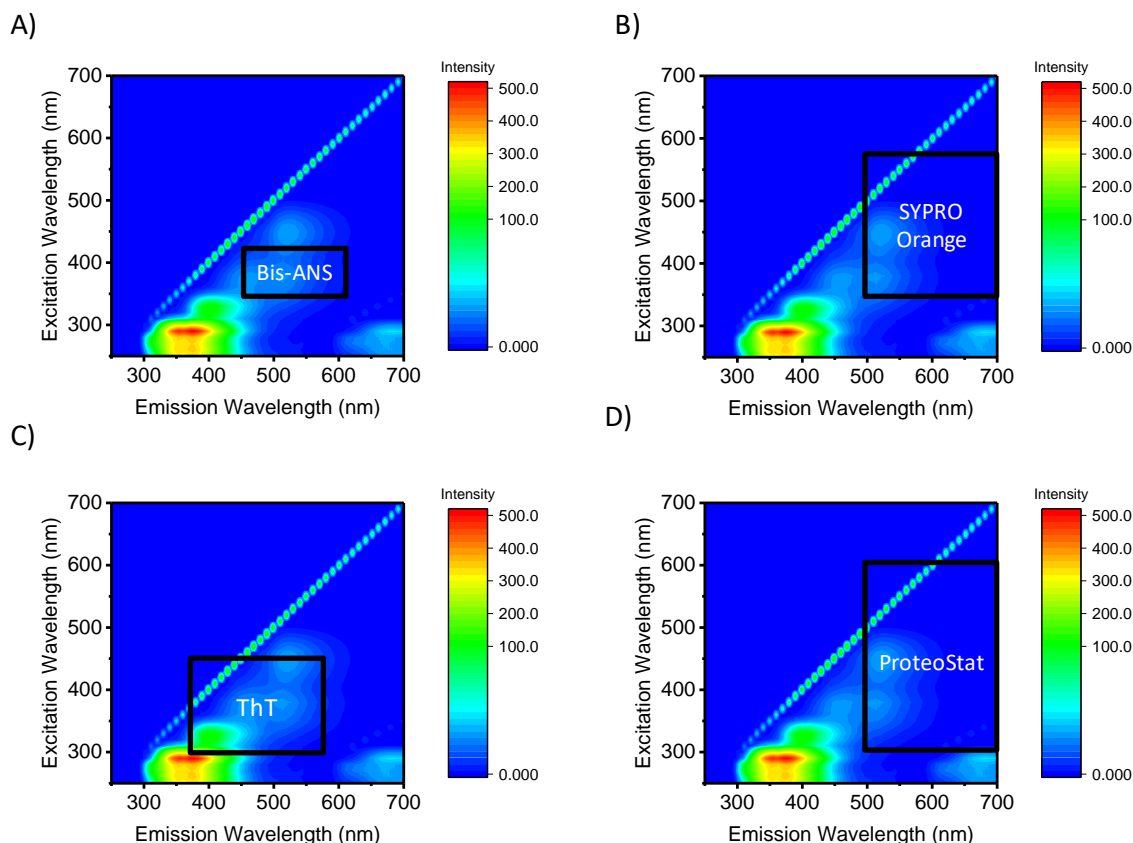 A)
Intensity
500.0
400.0
300.0
200.0
100.0
0.000
Excitation Wavelength (nm)
700
600
500
400
300
Bis-ANS
300 400 500 600 700
Emission Wavelength (nm)
B)
Intensity
500.0
400.0
300.0
200.0
100.0
0.000
Excitation Wavelength (nm)
700
600
500
400
300
SYPRO
Orange
300 400 500 600 700
Emission Wavelength (nm)
C)
Intensity
500.0
400.0
300.0
200.0
100.0
0.000
Excitation Wavelength (nm)
700
600
500
400
300
ThT
300 400 500 600 700
Emission Wavelength (nm)
D)
Intensity
500.0
400.0
300.0
200.0
100.0
0.000
Excitation Wavelength (nm)
700
600
500
400
300
ProteoStat
300 400 500 600 700
Emission Wavelength (nm)